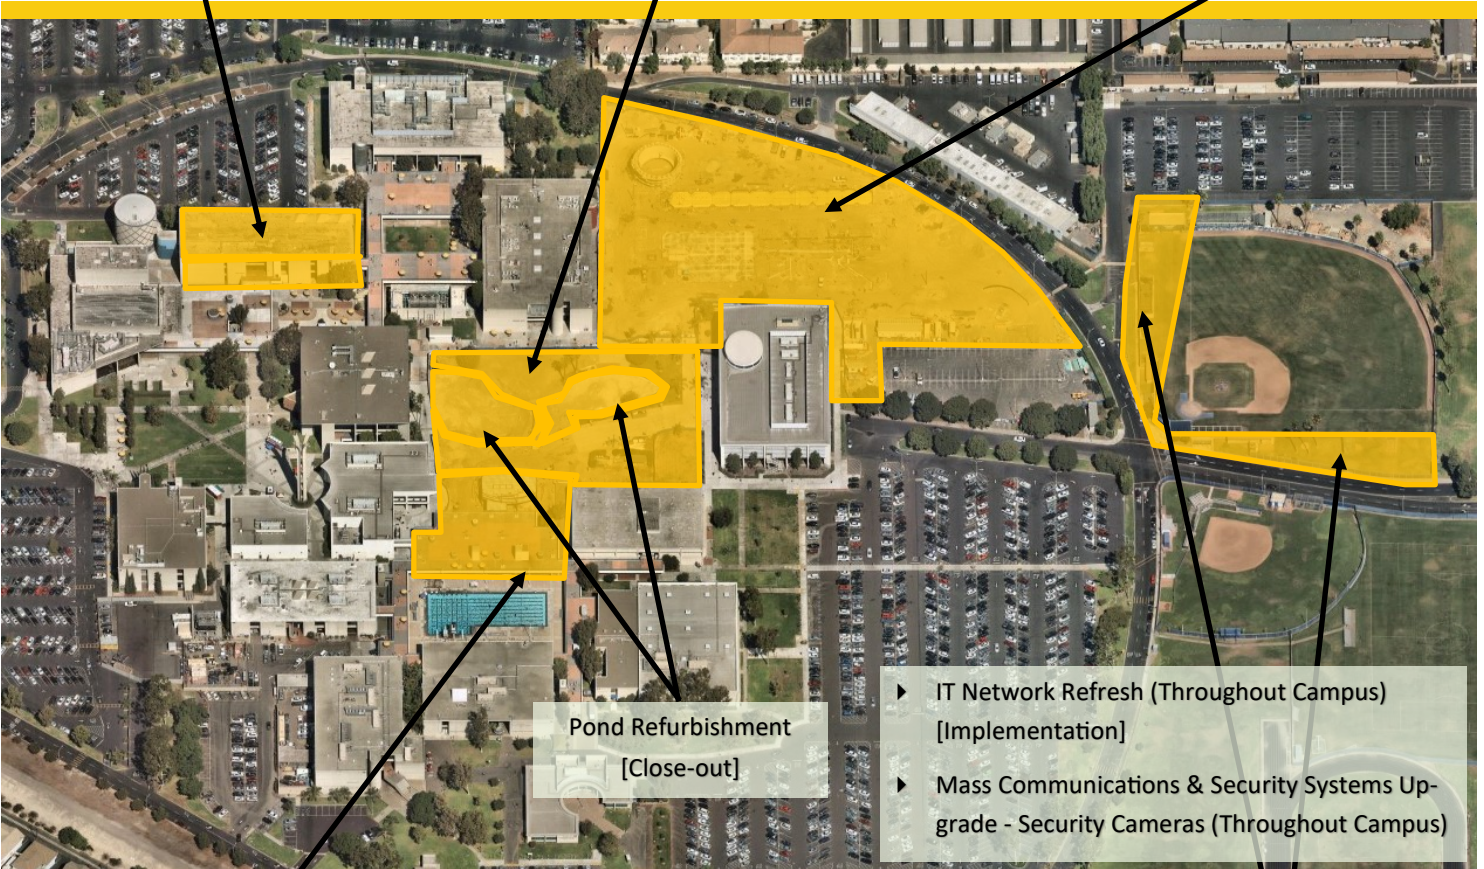 Pond Refurbishment
[Close-out]
IT Network Refresh (Throughout Campus)
[Implementation]
Mass Communications & Security Systems Up-
grade - Security Cameras (Throughout Campus)